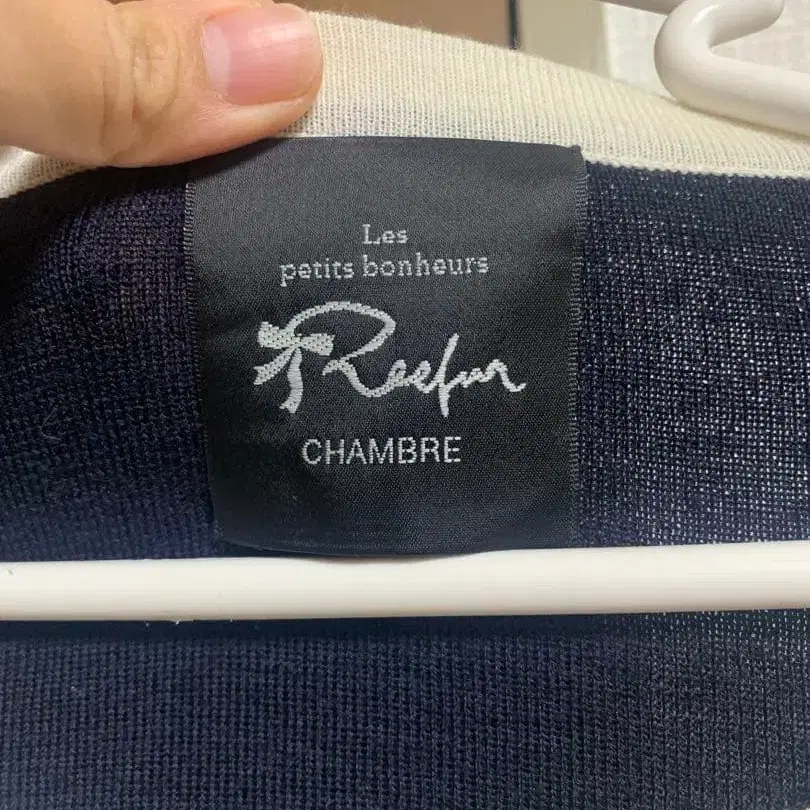 Les
petits bonheurs
Reefur
CHAMBRE